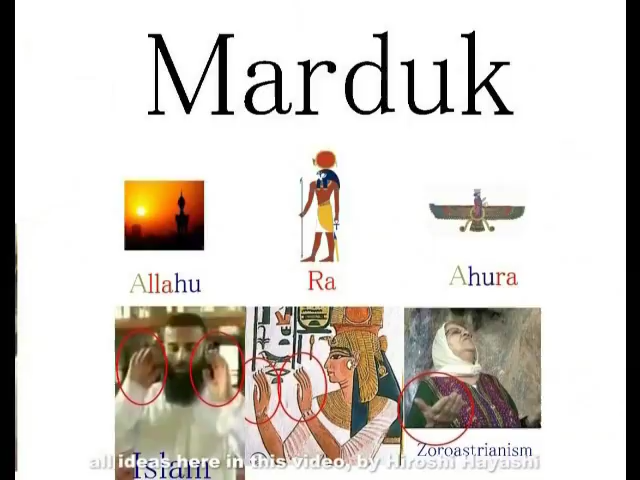 Marduk
Allahu
Ra
Ahura
Zoroastrianism
Islam
all ideas here in this video, by Hiroshi Hayashi